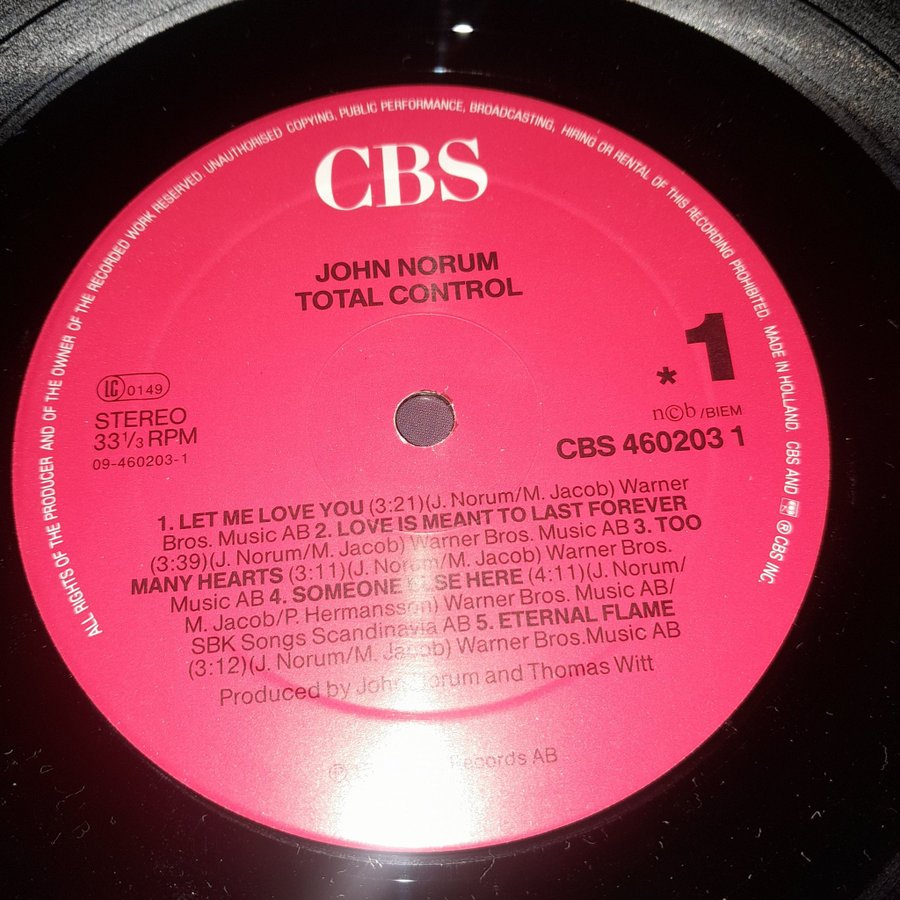 ALL RIGHTS OF THE PRODUCER AND OF THE OWNER OF THE RECORDED WORK RESERVED. UNAUTHORISED COPYING, PUBLIC PERFORMANCE, BROADCASTING, HIRING OR RENTAL OF THIS RECORDING PROHIBITED. MADE IN HOLLAND. CBS AND ℗ CBS INC.
CBS
JOHN NORUM
TOTAL CONTROL
* 1
LC 0149
STEREO
33 1/3 RPM
09-460203-1
n©b /BIEM
CBS 460203 1
1. LET ME LOVE YOU (3:21)(J. Norum/M. Jacob) Warner
Bros. Music AB 2. LOVE IS MEANT TO LAST FOREVER
(3:39)(J. Norum/M. Jacob) Warner Bros. Music AB 3. TOO
MANY HEARTS (3:11)(J. Norum/M. Jacob) Warner Bros.
Music AB 4. SOMEONE ELSE HERE (4:11)(J. Norum/
M. Jacob/P. Hermansson) Warner Bros. Music AB/
SBK Songs Scandinavia AB 5. ETERNAL FLAME
(3:12)(J. Norum/M. Jacob) Warner Bros.Music AB
Produced by John Norum and Thomas Witt
℗ Records AB